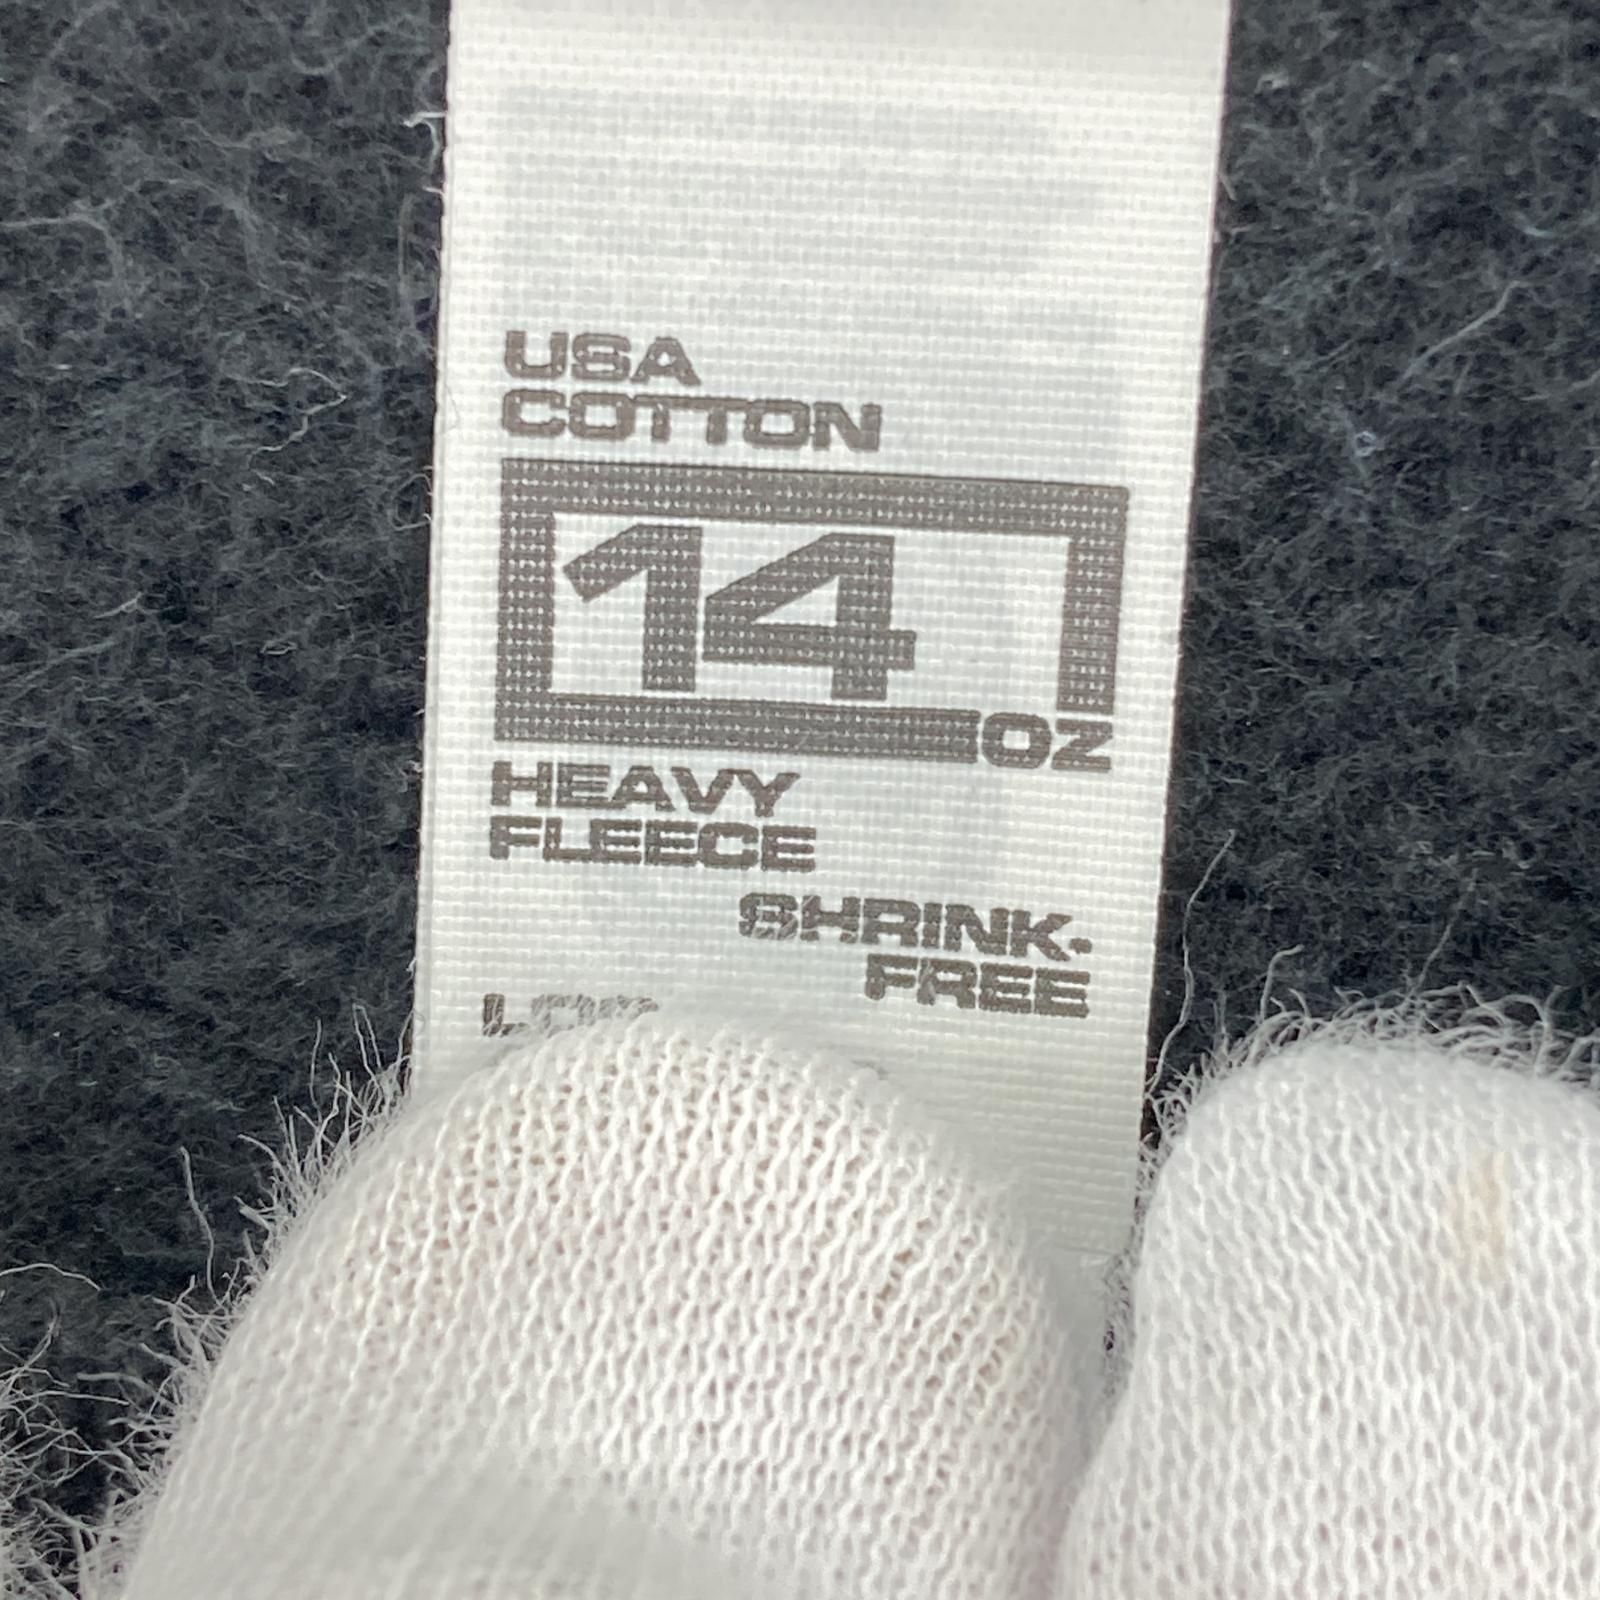 USA
COTTON
14
OZ
HEAVY
FLEECE
SHRINK-
FREE